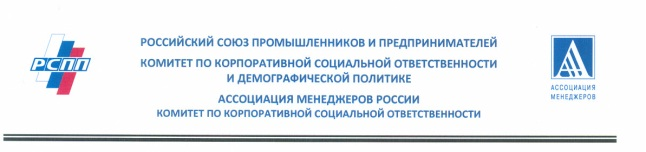 РСПП
РОССИЙСКИЙ СОЮЗ ПРОМЫШЛЕННИКОВ И ПРЕДПРИНИМАТЕЛЕЙ
КОМИТЕТ ПО КОРПОРАТИВНОЙ СОЦИАЛЬНОЙ ОТВЕТСТВЕННОСТИ
И ДЕМОГРАФИЧЕСКОЙ ПОЛИТИКЕ
АССОЦИАЦИЯ МЕНЕДЖЕРОВ РОССИИ
КОМИТЕТ ПО КОРПОРАТИВНОЙ СОЦИАЛЬНОЙ ОТВЕТСТВЕННОСТИ
АССОЦИАЦИЯ
МЕНЕДЖЕРОВ